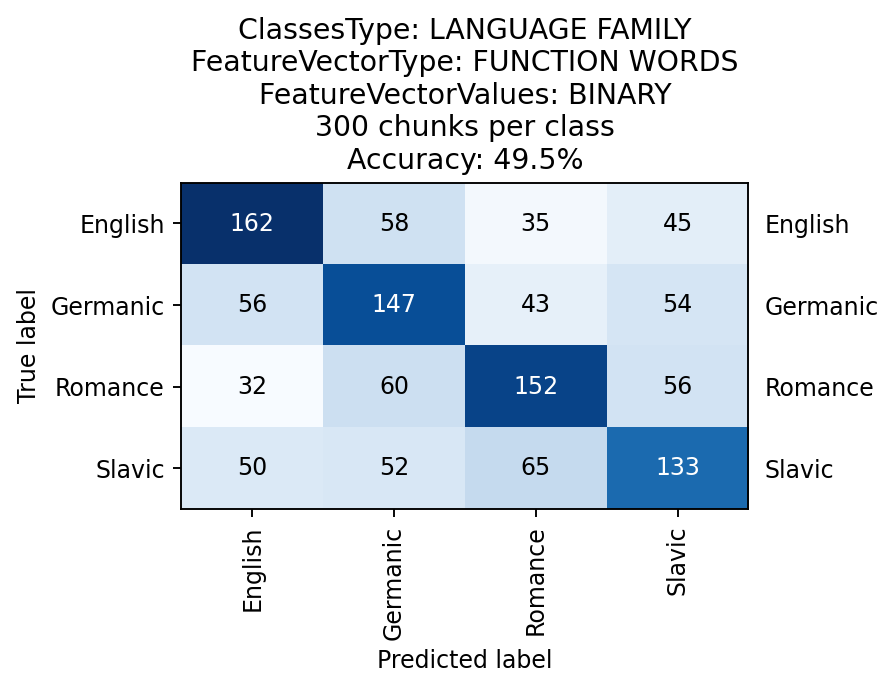 ClassesType: LANGUAGE FAMILY
FeatureVectorType: FUNCTION WORDS
FeatureVectorValues: BINARY
300 chunks per class
Accuracy: 49.5%
English 162 58 35 45 English
Germanic 56 147 43 54 Germanic
Romance 32 60 152 56 Romance
Slavic 50 52 65 133 Slavic
True label
English Germanic Romance Slavic
Predicted label